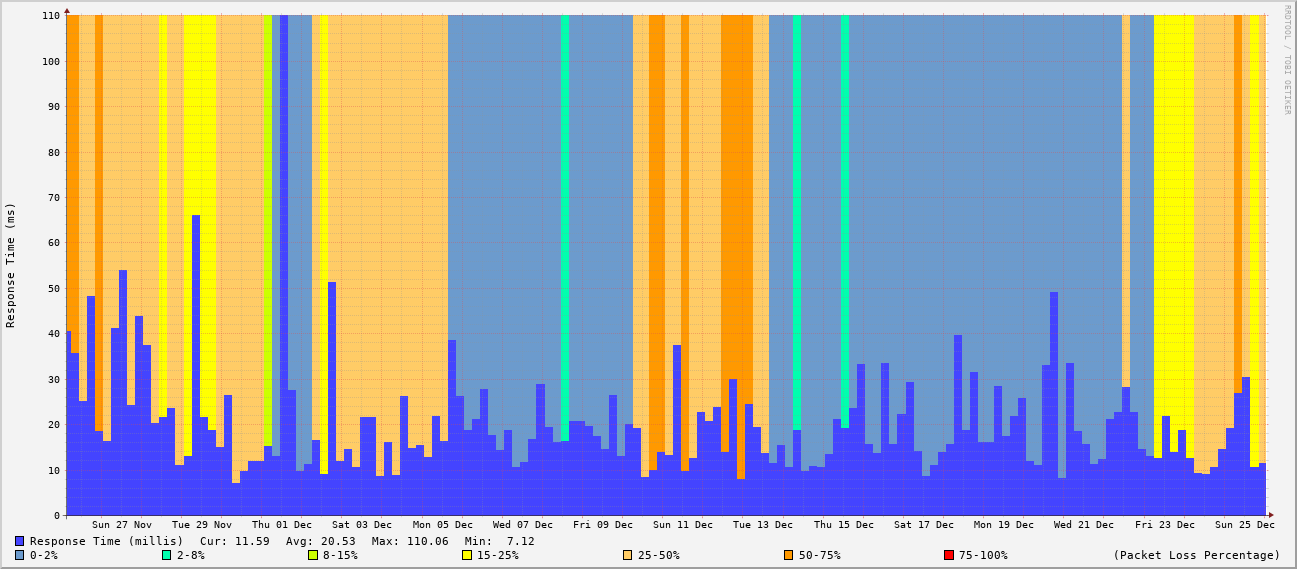 RRDTOOL / TOBI OETIKER
Response Time (ms)
110
100
90
80
70
60
50
40
30
20
10
0
Sun 27 Nov Tue 29 Nov Thu 01 Dec Sat 03 Dec Mon 05 Dec Wed 07 Dec Fri 09 Dec Sun 11 Dec Tue 13 Dec Thu 15 Dec Sat 17 Dec Mon 19 Dec Wed 21 Dec Fri 23 Dec Sun 25 Dec
Response Time (millis) Cur: 11.59 Avg: 20.53 Max: 110.06 Min: 7.12
0-2% 2-8% 8-15% 15-25% 25-50% 50-75% 75-100% (Packet Loss Percentage)